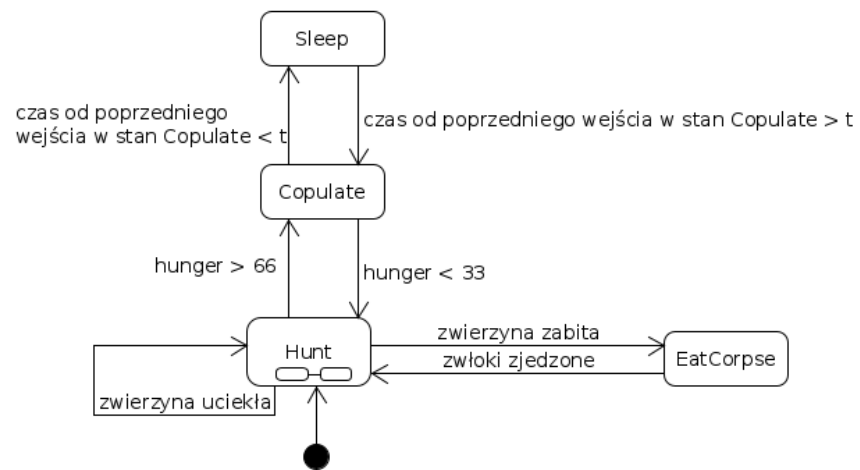 Sleep
czas od poprzedniego
wejścia w stan Copulate < t
czas od poprzedniego wejścia w stan Copulate > t
Copulate
hunger > 66
hunger < 33
Hunt
zwierzyna zabita
zwłoki zjedzone
EatCorpse
zwierzyna uciekła